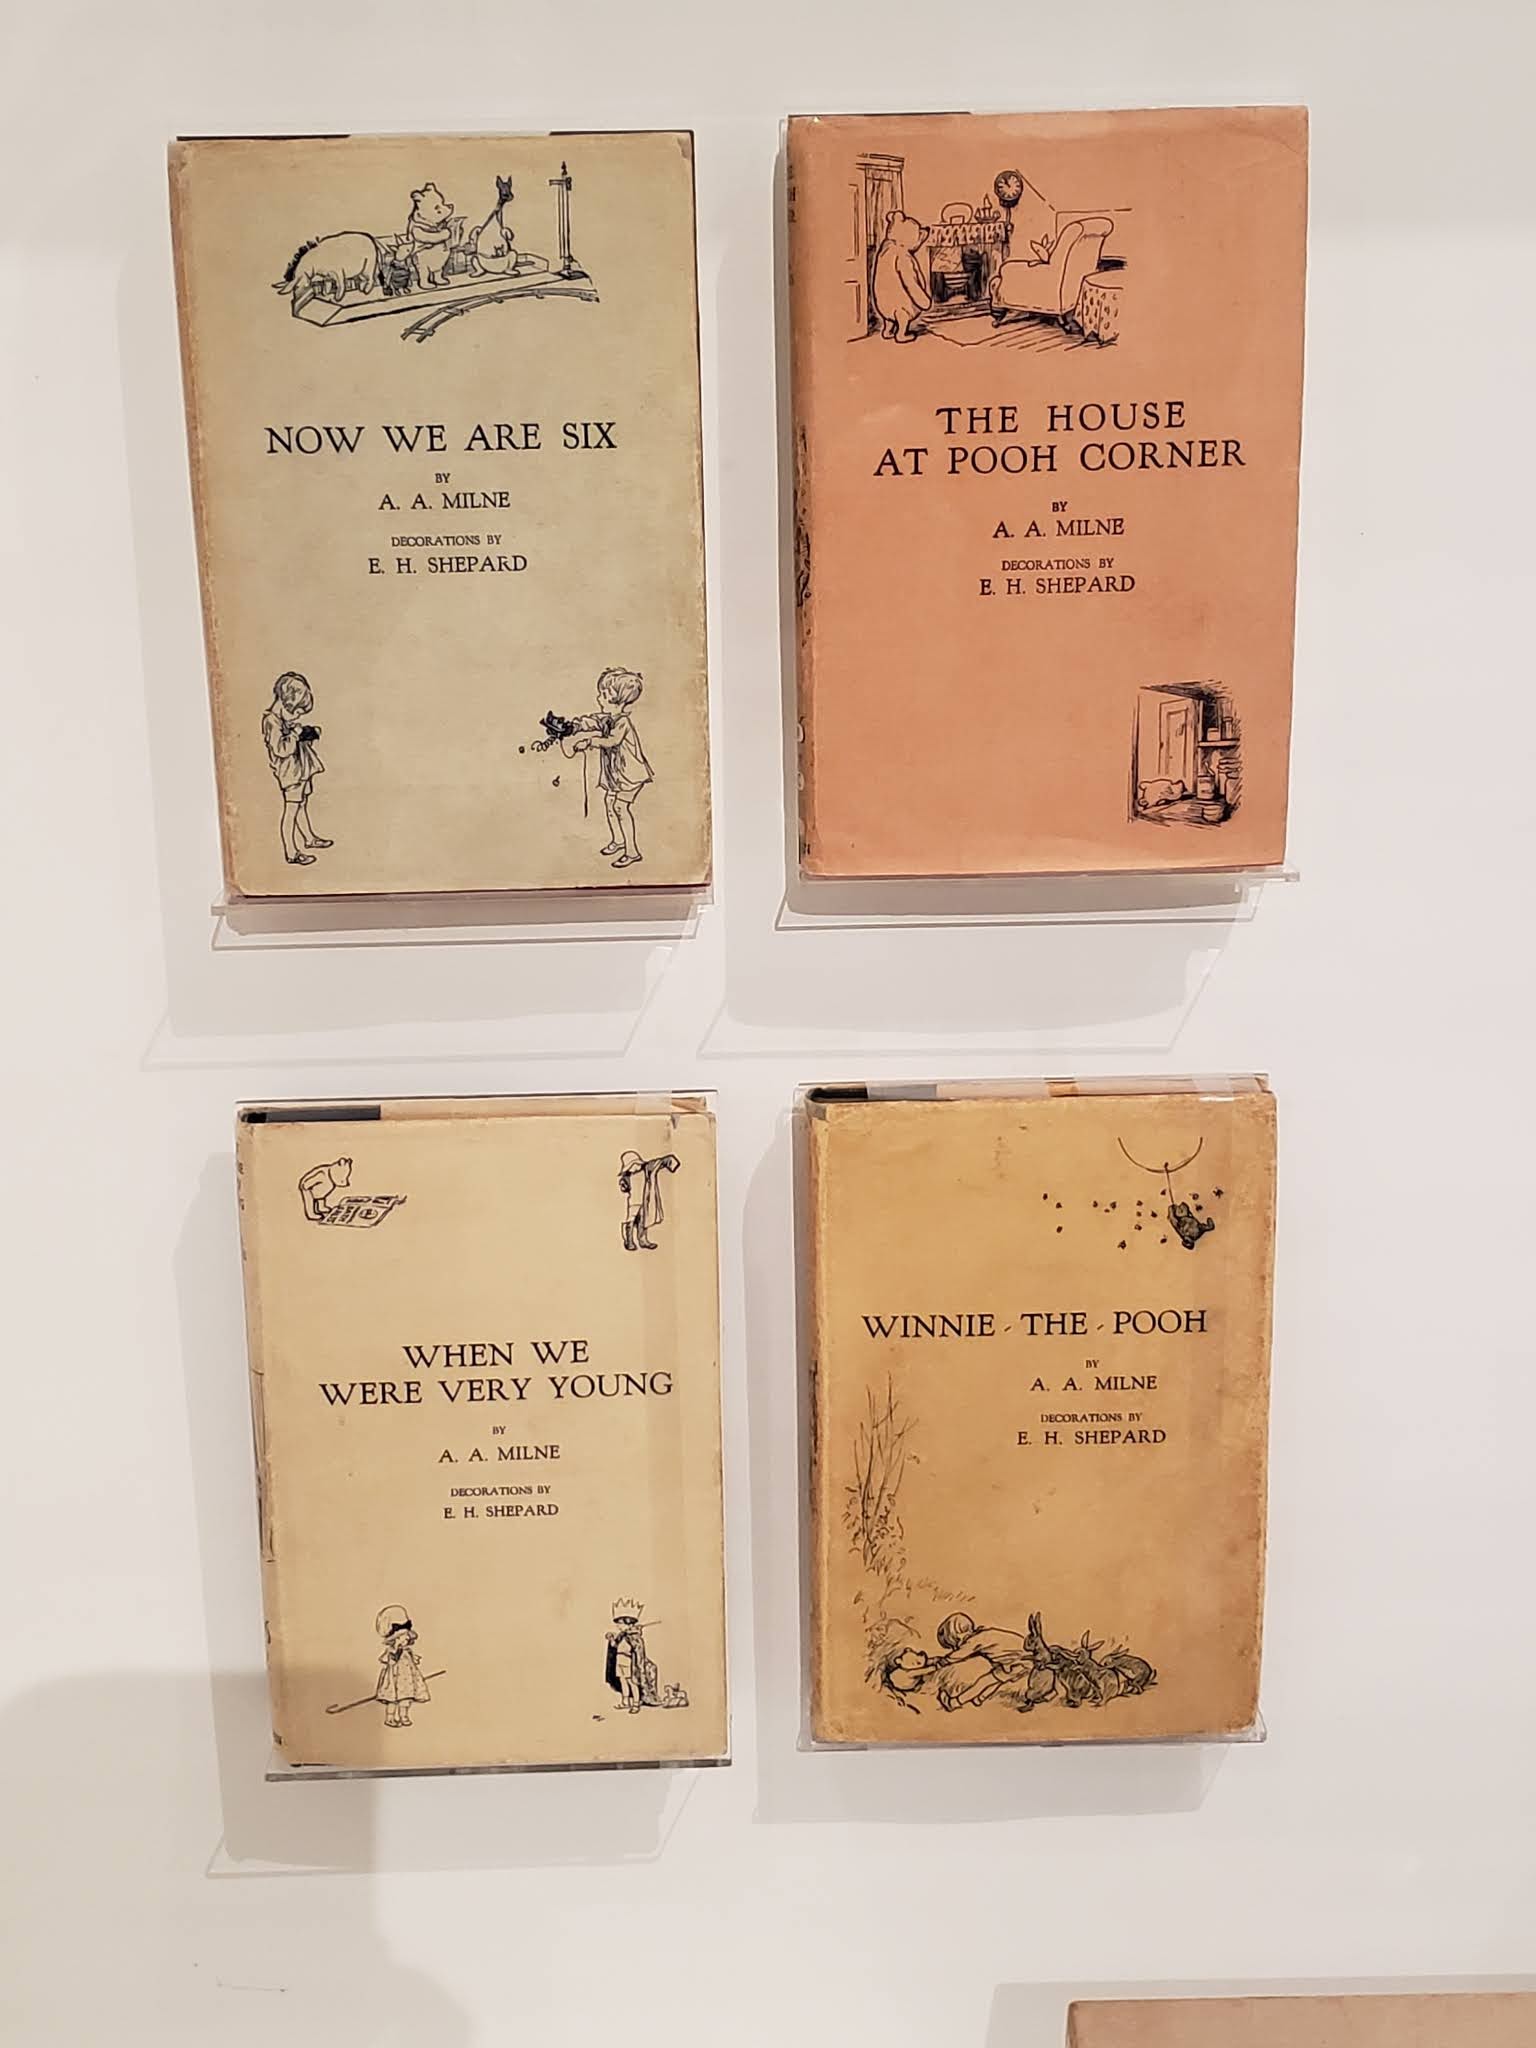 NOW WE ARE SIX
BY
A. A. MILNE
DECORATIONS BY
E. H. SHEPARD
THE HOUSE
AT POOH CORNER
BY
A. A. MILNE
DECORATIONS BY
E. H. SHEPARD
WHEN WE
WERE VERY YOUNG
BY
A. A. MILNE
DECORATIONS BY
E. H. SHEPARD
WINNIE-THE-POOH
BY
A. A. MILNE
DECORATIONS BY
E. H. SHEPARD